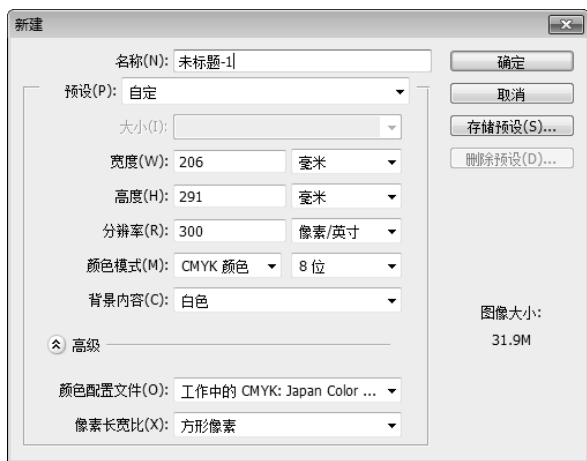 新建
名称(N): 未标题-1
确定
预设(P): 自定
取消
大小(I):
存储预设(S)...
宽度(W): 206 毫米
删除预设(D)...
高度(H): 291 毫米
分辨率(R): 300 像素/英寸
颜色模式(M): CMYK 颜色 8 位
背景内容(C): 白色
图像大小:
31.9M
高级
颜色配置文件(O): 工作中的 CMYK: Japan Color ...
像素长宽比(X): 方形像素